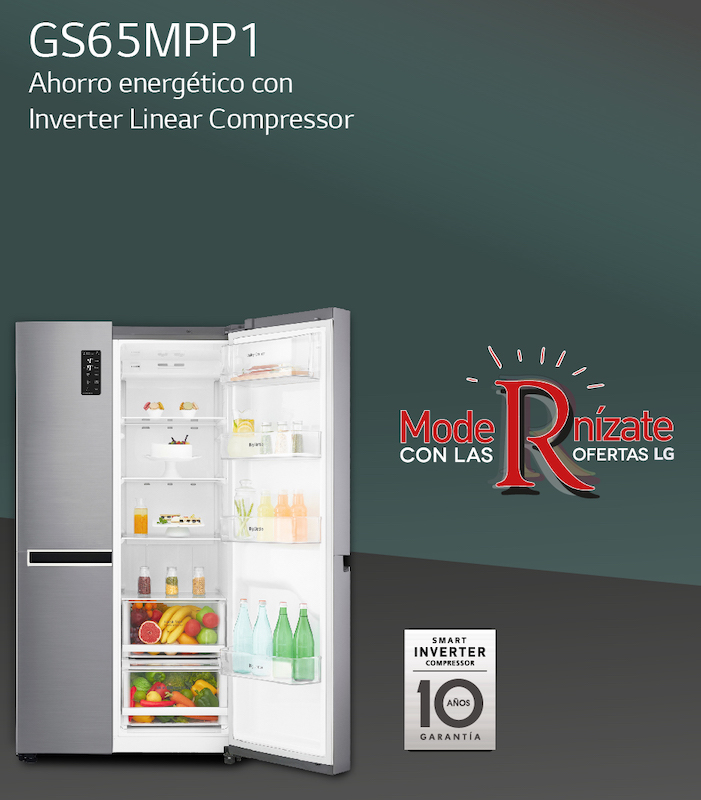 GS65MPP1
Ahorro energético con
Inverter Linear Compressor
ModeRnízate
CON LAS OFERTAS LG
SMART
INVERTER
COMPRESSOR
10 AÑOS
GARANTÍA